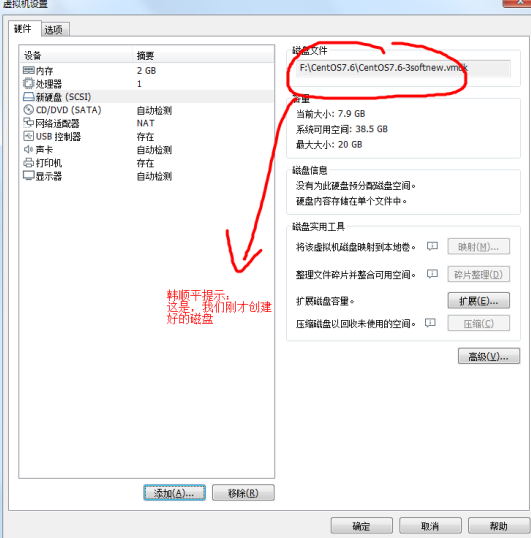 虚拟机设置
硬件 选项
设备 摘要
内存 2 GB
处理器 1
新硬盘 (SCSI)
CD/DVD (SATA) 自动检测
网络适配器 NAT
USB 控制器 存在
声卡 自动检测
打印机 存在
显示器 自动检测
韩顺平提示:
这是,我们刚才创建
好的磁盘
添加(A)... 移除(R)
磁盘文件
F:\CentOS7.6\CentOS7.6-3softnew.vmdk
容量
当前大小: 7.9 GB
系统可用空间: 38.5 GB
最大大小: 20 GB
磁盘信息
没有为此硬盘预分配磁盘空间。
硬盘内容存储在单个文件中。
磁盘实用工具
将该虚拟机磁盘映射到本地卷。 映射(M)...
整理文件碎片并整合可用空间。 碎片整理(D)
扩展磁盘容量。 扩展(E)...
压缩磁盘以回收未使用的空间。 压缩(C)
高级(V)...
确定 取消 帮助